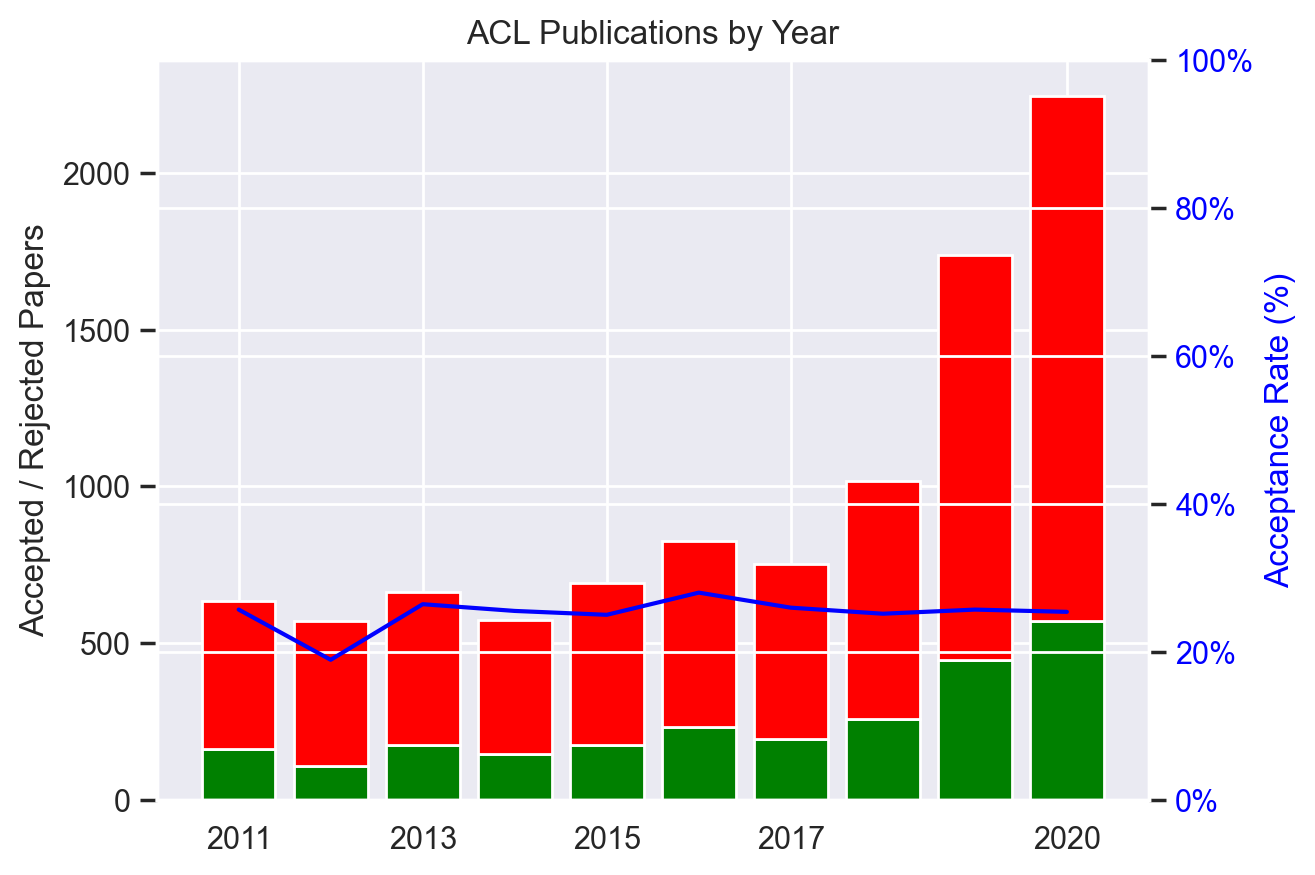 ACL Publications by Year
Accepted / Rejected Papers
2000
1500
1000
500
0
100%
80%
60%
40%
20%
0%
Acceptance Rate (%)
2011 2013 2015 2017 2020